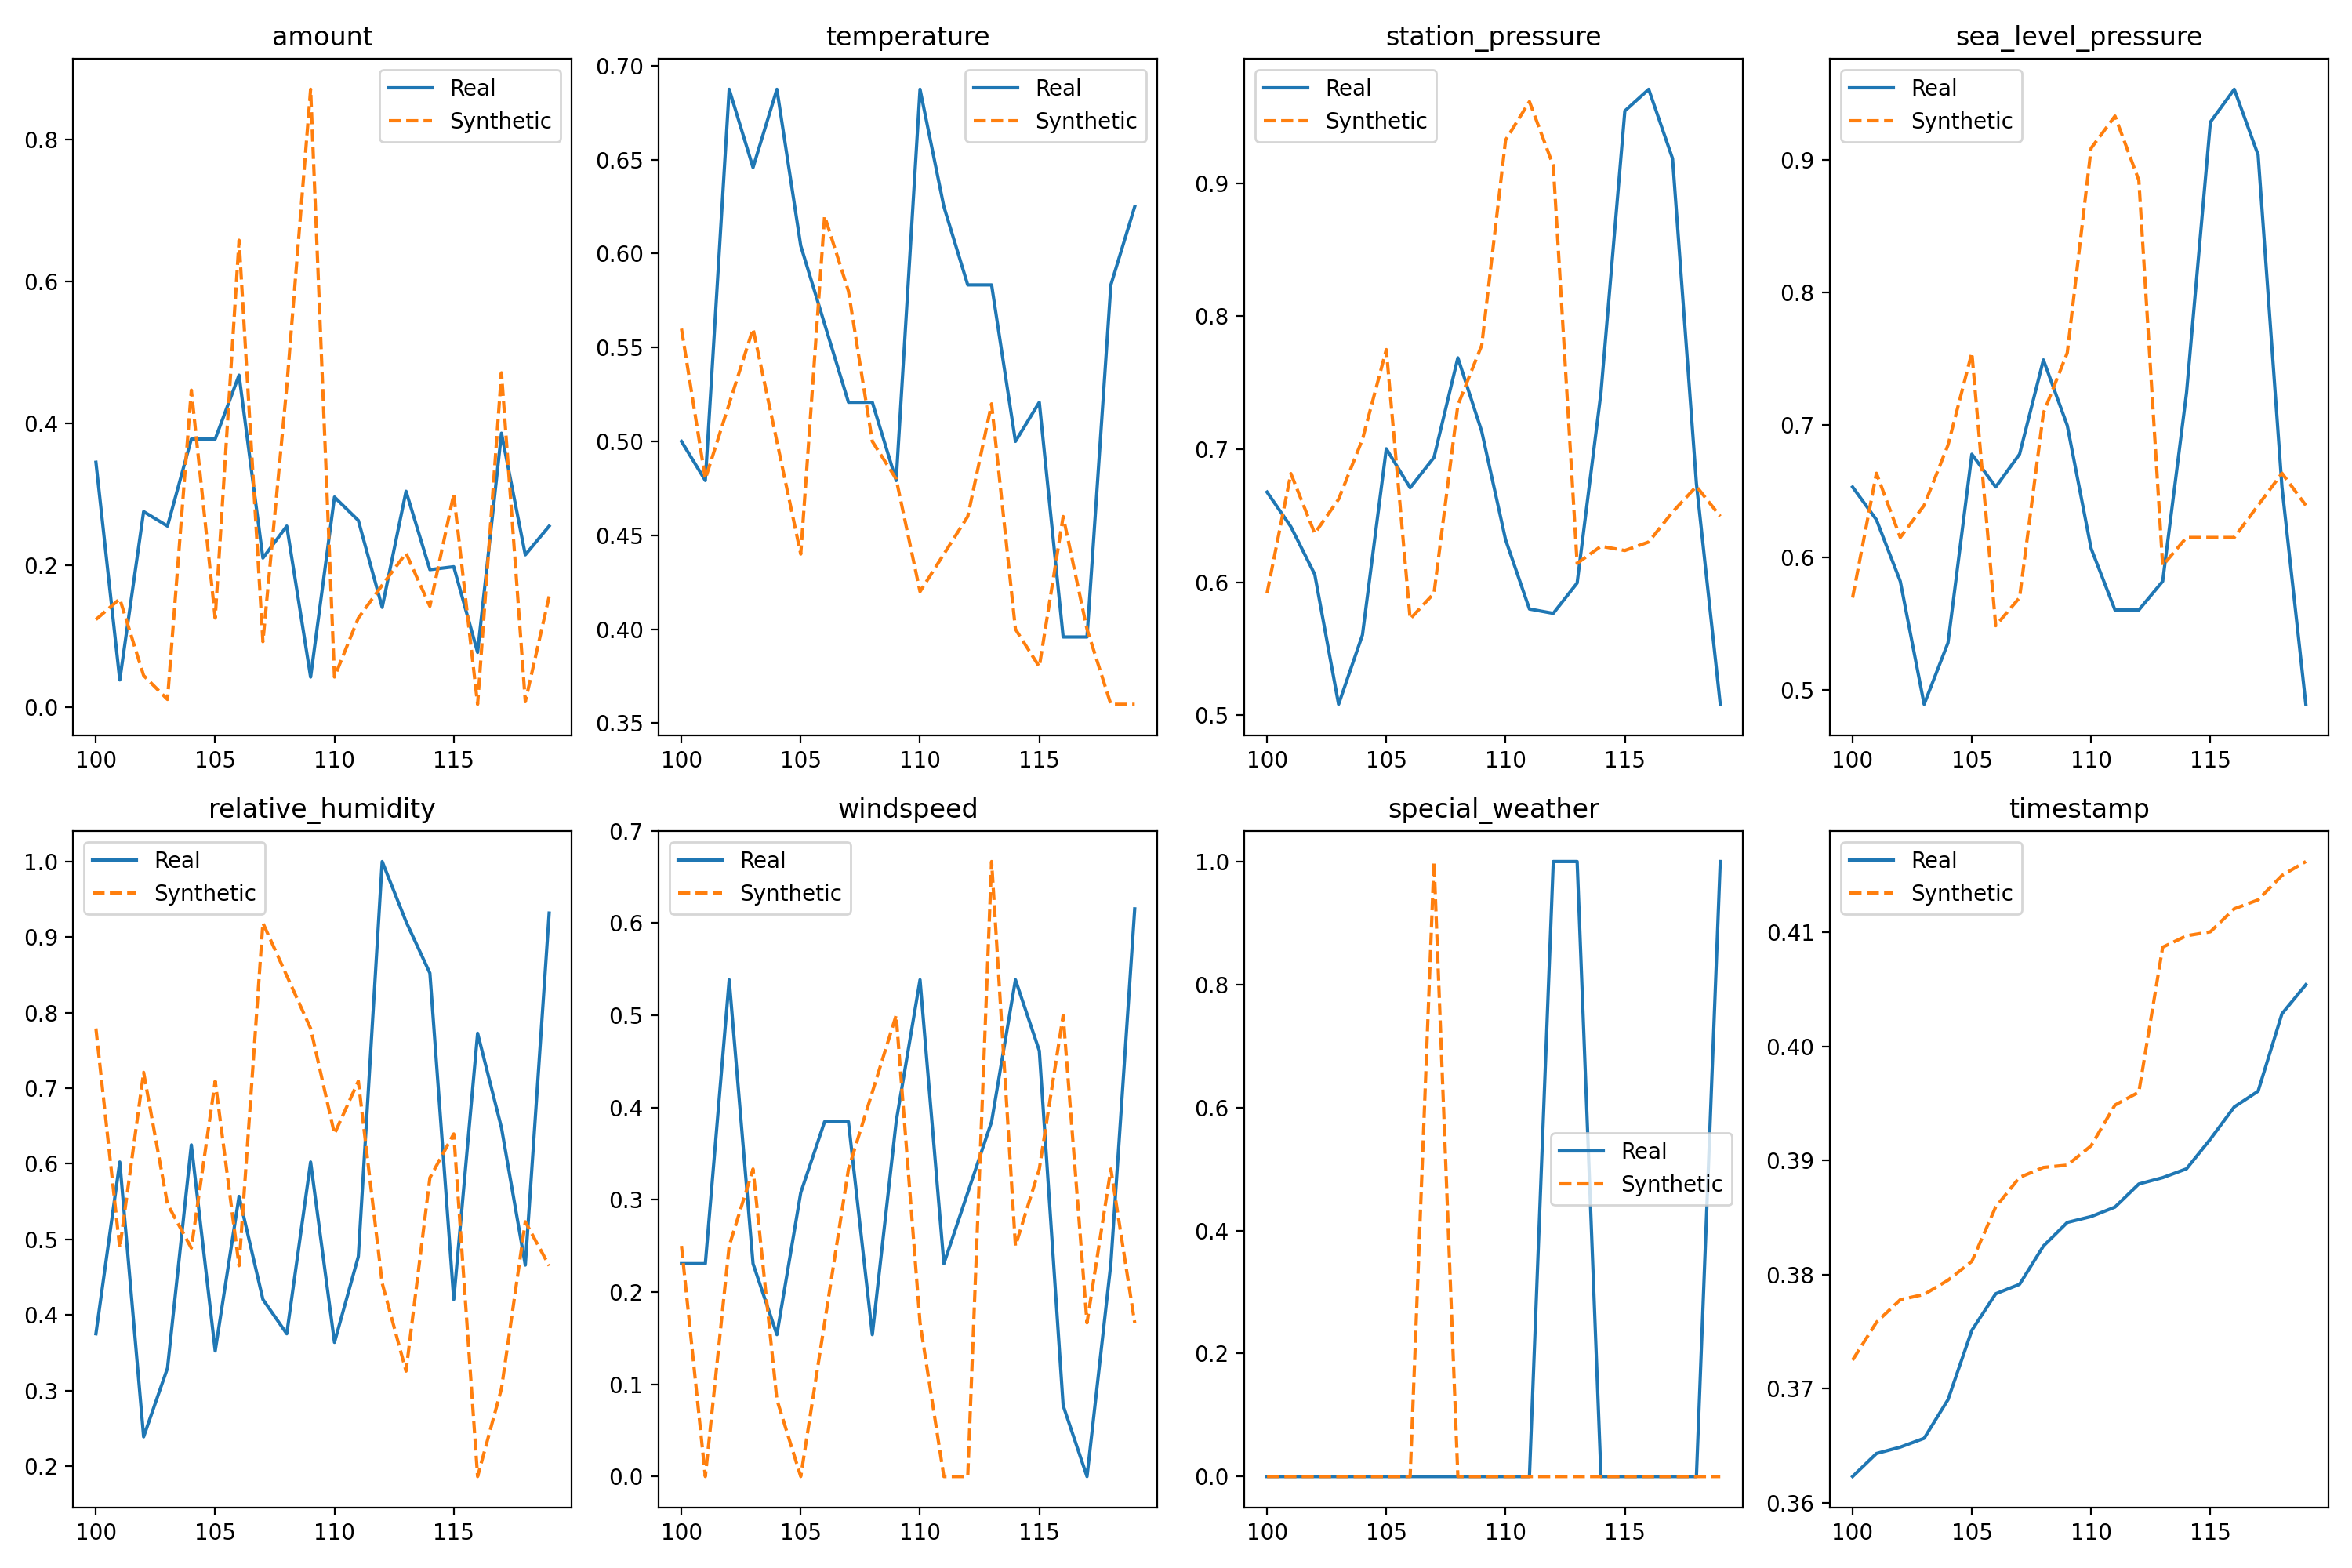 amount
Real
Synthetic
0.8
0.6
0.4
0.2
0.0
100 105 110 115
temperature
Real
Synthetic
0.70
0.65
0.60
0.55
0.50
0.45
0.40
0.35
100 105 110 115
station_pressure
Real
Synthetic
0.9
0.8
0.7
0.6
0.5
100 105 110 115
sea_level_pressure
Real
Synthetic
0.9
0.8
0.7
0.6
0.5
100 105 110 115
relative_humidity
Real
Synthetic
1.0
0.9
0.8
0.7
0.6
0.5
0.4
0.3
0.2
100 105 110 115
windspeed
Real
Synthetic
0.7
0.6
0.5
0.4
0.3
0.2
0.1
0.0
100 105 110 115
special_weather
Real
Synthetic
1.0
0.8
0.6
0.4
0.2
0.0
100 105 110 115
timestamp
Real
Synthetic
0.41
0.40
0.39
0.38
0.37
0.36
100 105 110 115